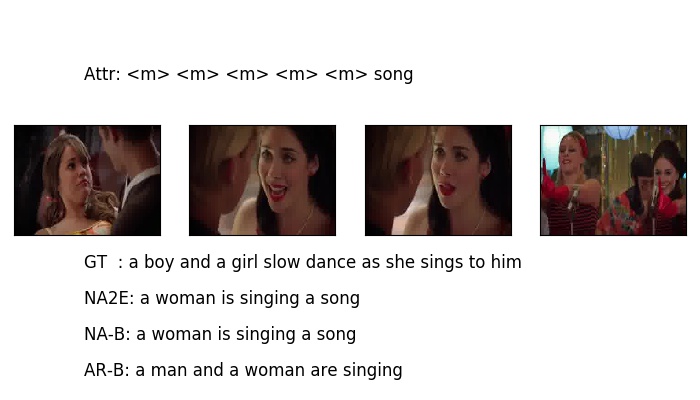 Attr: <m> <m> <m> <m> <m> song
GT  : a boy and a girl slow dance as she sings to him
NA2E: a woman is singing a song
NA-B: a woman is singing a song
AR-B: a man and a woman are singing